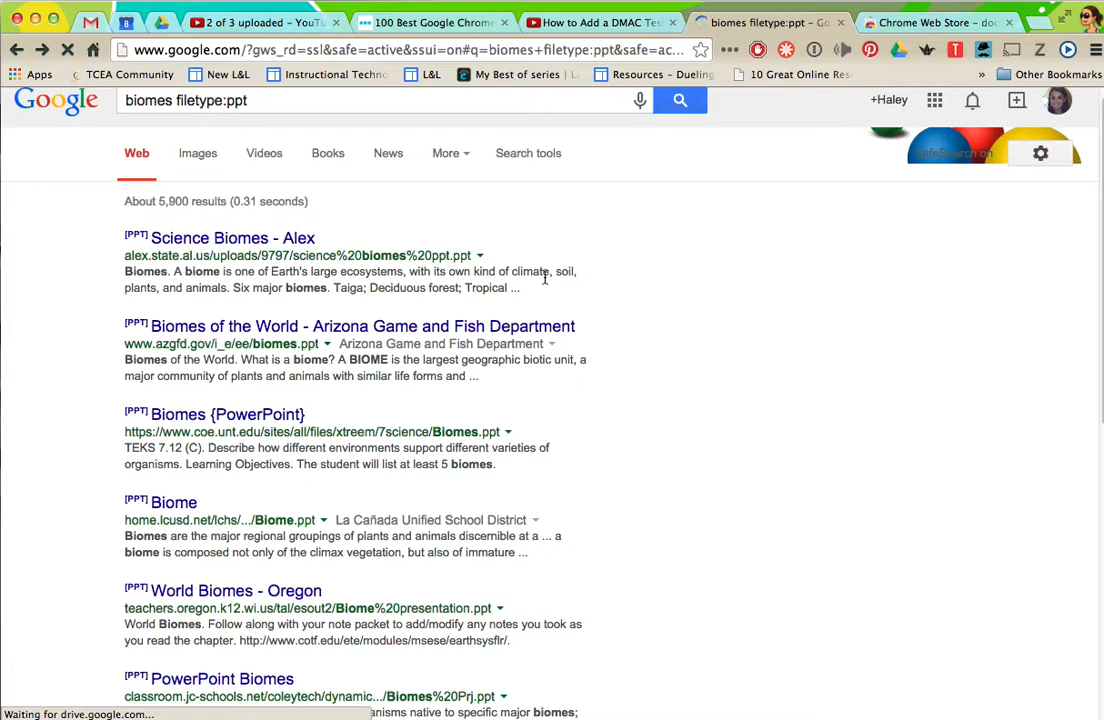 8 2 of 3 uploaded - YouTu × 100 Best Google Chrome × How to Add a DMAC Tes × biomes filetype:ppt - Go × Chrome Web Store - doc ×
www.google.com/?gws_rd=ssl&safe=active&ssui=on#q=biomes+filetype:ppt&safe=ac...
Apps TCEA Community New L&L Instructional Techno L&L My Best of series | L Resources - Dueling 10 Great Online Res » Other Bookmarks
Google biomes filetype:ppt +Haley
Web Images Videos Books News More Search tools SafeSearch on
About 5,900 results (0.31 seconds)
[PPT] Science Biomes - Alex
alex.state.al.us/uploads/9797/science%20biomes%20ppt.ppt
Biomes. A biome is one of Earth's large ecosystems, with its own kind of climate, soil,
plants, and animals. Six major biomes. Taiga; Deciduous forest; Tropical ...
[PPT] Biomes of the World - Arizona Game and Fish Department
www.azgfd.gov/i_e/ee/biomes.ppt Arizona Game and Fish Department
Biomes of the World. What is a biome? A BIOME is the largest geographic biotic unit, a
major community of plants and animals with similar life forms and ...
[PPT] Biomes {PowerPoint}
https://www.coe.unt.edu/sites/all/files/xtreem/7science/Biomes.ppt
TEKS 7.12 (C). Describe how different environments support different varieties of
organisms. Learning Objectives. The student will list at least 5 biomes.
[PPT] Biome
home.lcusd.net/lchs/.../Biome.ppt La Cañada Unified School District
Biomes are the major regional groupings of plants and animals discernible at a ... a
biome is composed not only of the climax vegetation, but also of immature ...
[PPT] World Biomes - Oregon
teachers.oregon.k12.wi.us/tal/esout2/Biome%20presentation.ppt
World Biomes. Follow along with your note packet to add/modify any notes you took as
you read the chapter. http://www.cotf.edu/ete/modules/msese/earthsysflr/.
[PPT] PowerPoint Biomes
classroom.jc-schools.net/coleytech/dynamic.../Biomes%20Prj.ppt
Waiting for drive.google.com... anisms native to specific major biomes;